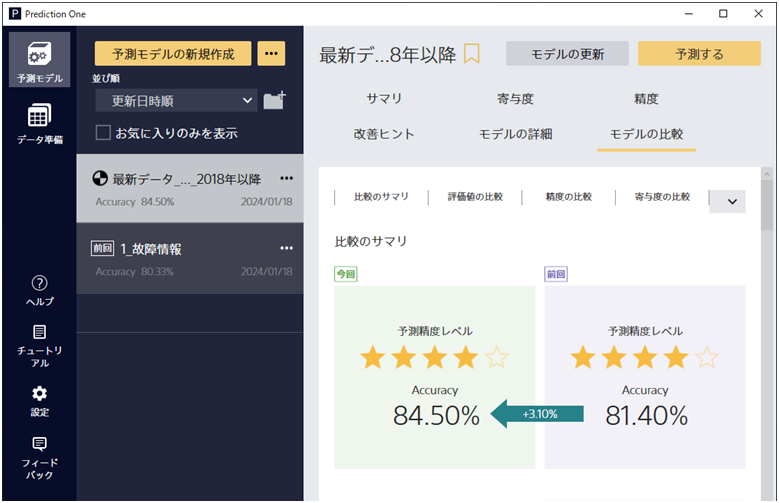 P Prediction One
予測モデル
データ準備
ヘルプ
チュートリ
アル
設定
フィード
バック
予測モデルの新規作成
並び順
更新日時順
お気に入りのみを表示
最新データ_..._2018年以降
Accuracy 84.50% 2024/01/18
前回 1_故障情報
Accuracy 80.33% 2024/01/18
最新デ...8年以降
モデルの更新
予測する
サマリ 寄与度 精度
改善ヒント モデルの詳細 モデルの比較
比較のサマリ 評価値の比較 精度の比較 寄与度の比較
比較のサマリ
今回 前回
予測精度レベル 予測精度レベル
Accuracy Accuracy
84.50% +3.10% 81.40%